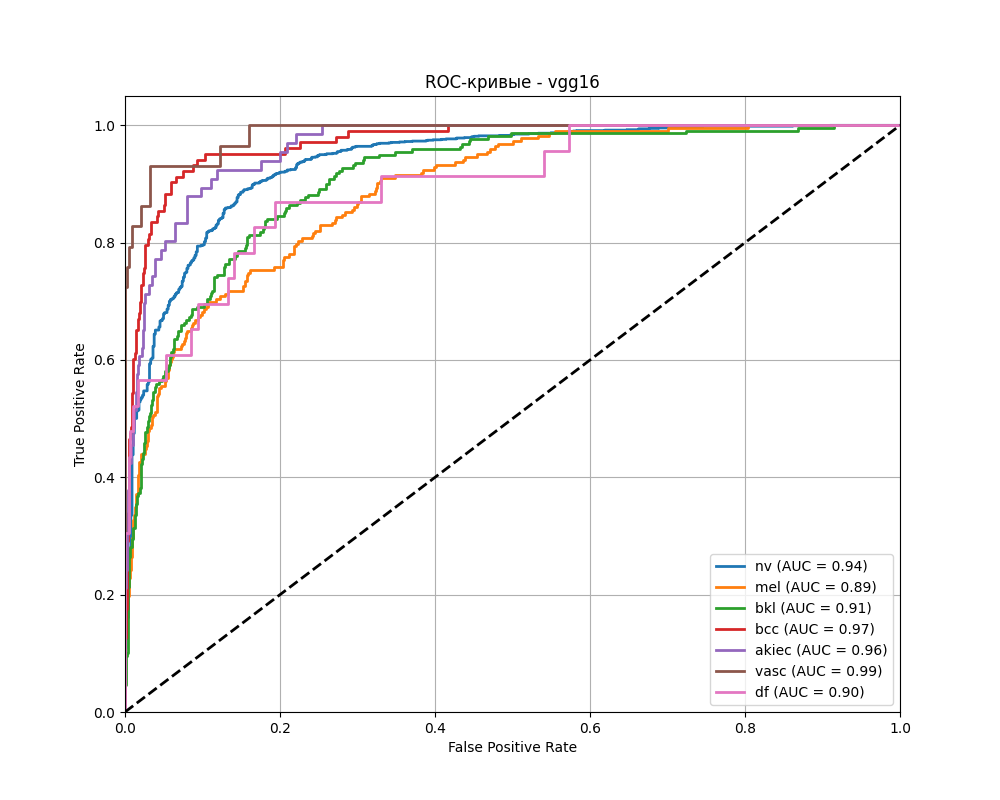 ROC-кривые - vgg16
True Positive Rate
1.0
0.8
0.6
0.4
0.2
0.0
nv (AUC = 0.94)
mel (AUC = 0.89)
bkl (AUC = 0.91)
bcc (AUC = 0.97)
akiec (AUC = 0.96)
vasc (AUC = 0.99)
df (AUC = 0.90)
0.0 0.2 0.4 0.6 0.8 1.0
False Positive Rate